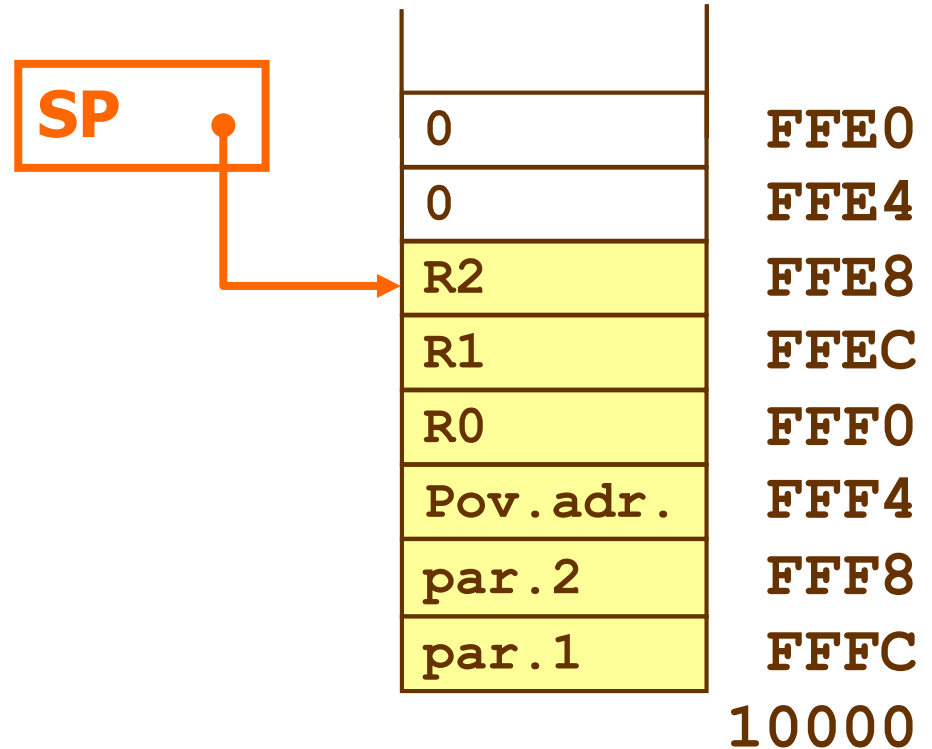 SP
0 FFE0
0 FFE4
R2 FFE8
R1 FFEC
R0 FFF0
Pov.adr. FFF4
par.2 FFF8
par.1 FFFC
10000